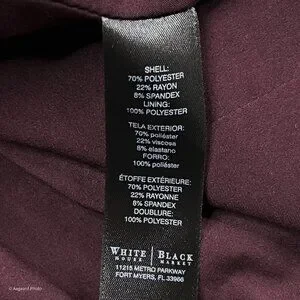 SHELL:
70% POLYESTER
22% RAYON
8% SPANDEX
LINING:
100% POLYESTER
TELA EXTERIOR:
70% poliéster
22% viscosa
8% elastano
FORRO:
100% poliéster
ÉTOFFE EXTÉRIEURE:
70% POLYESTER
22% RAYONNE
8% SPANDEX
DOUBLURE:
100% POLYESTER
WHITE | BLACK
HOUSE | MARKET
11215 METRO PARKWAY
FORT MYERS, FL 33966
© Asgaard Photo